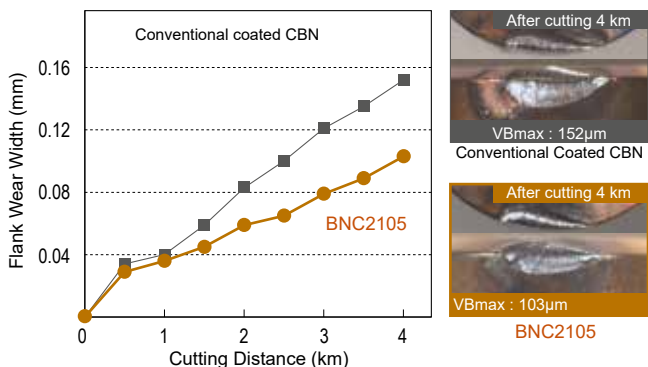 Conventional coated CBN
0.16
0.12
0.08
0.04
0
Flank Wear Width (mm)
BNC2105
0 1 2 3 4
Cutting Distance (km)
After cutting 4 km
VBmax : 152μm
Conventional Coated CBN
After cutting 4 km
VBmax : 103μm
BNC2105